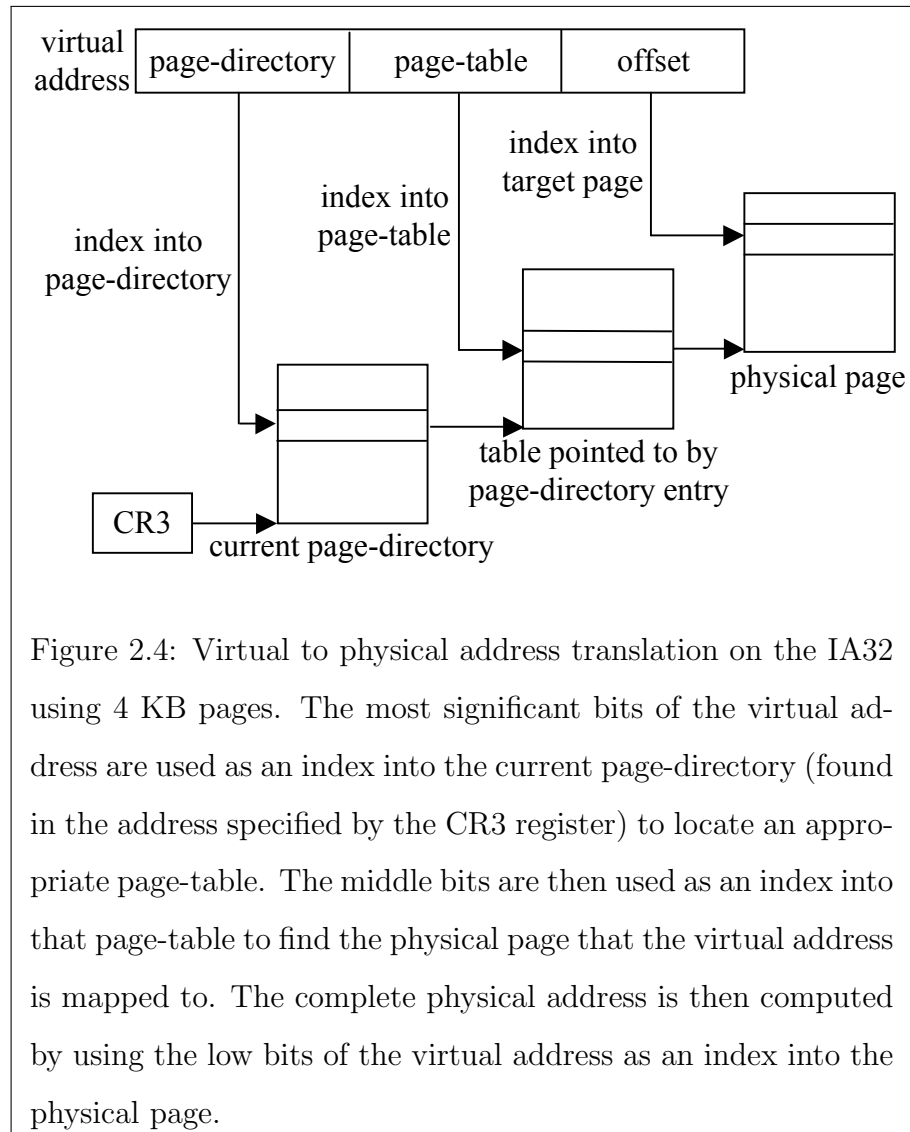 virtual
address
page-directory
page-table
offset
index into
target page
index into
page-table
index into
page-directory
physical page
table pointed to by
page-directory entry
CR3
current page-directory
Figure 2.4: Virtual to physical address translation on the IA32
using 4 KB pages. The most significant bits of the virtual ad-
dress are used as an index into the current page-directory (found
in the address specified by the CR3 register) to locate an appro-
priate page-table. The middle bits are then used as an index into
that page-table to find the physical page that the virtual address
is mapped to. The complete physical address is then computed
by using the low bits of the virtual address as an index into the
physical page.